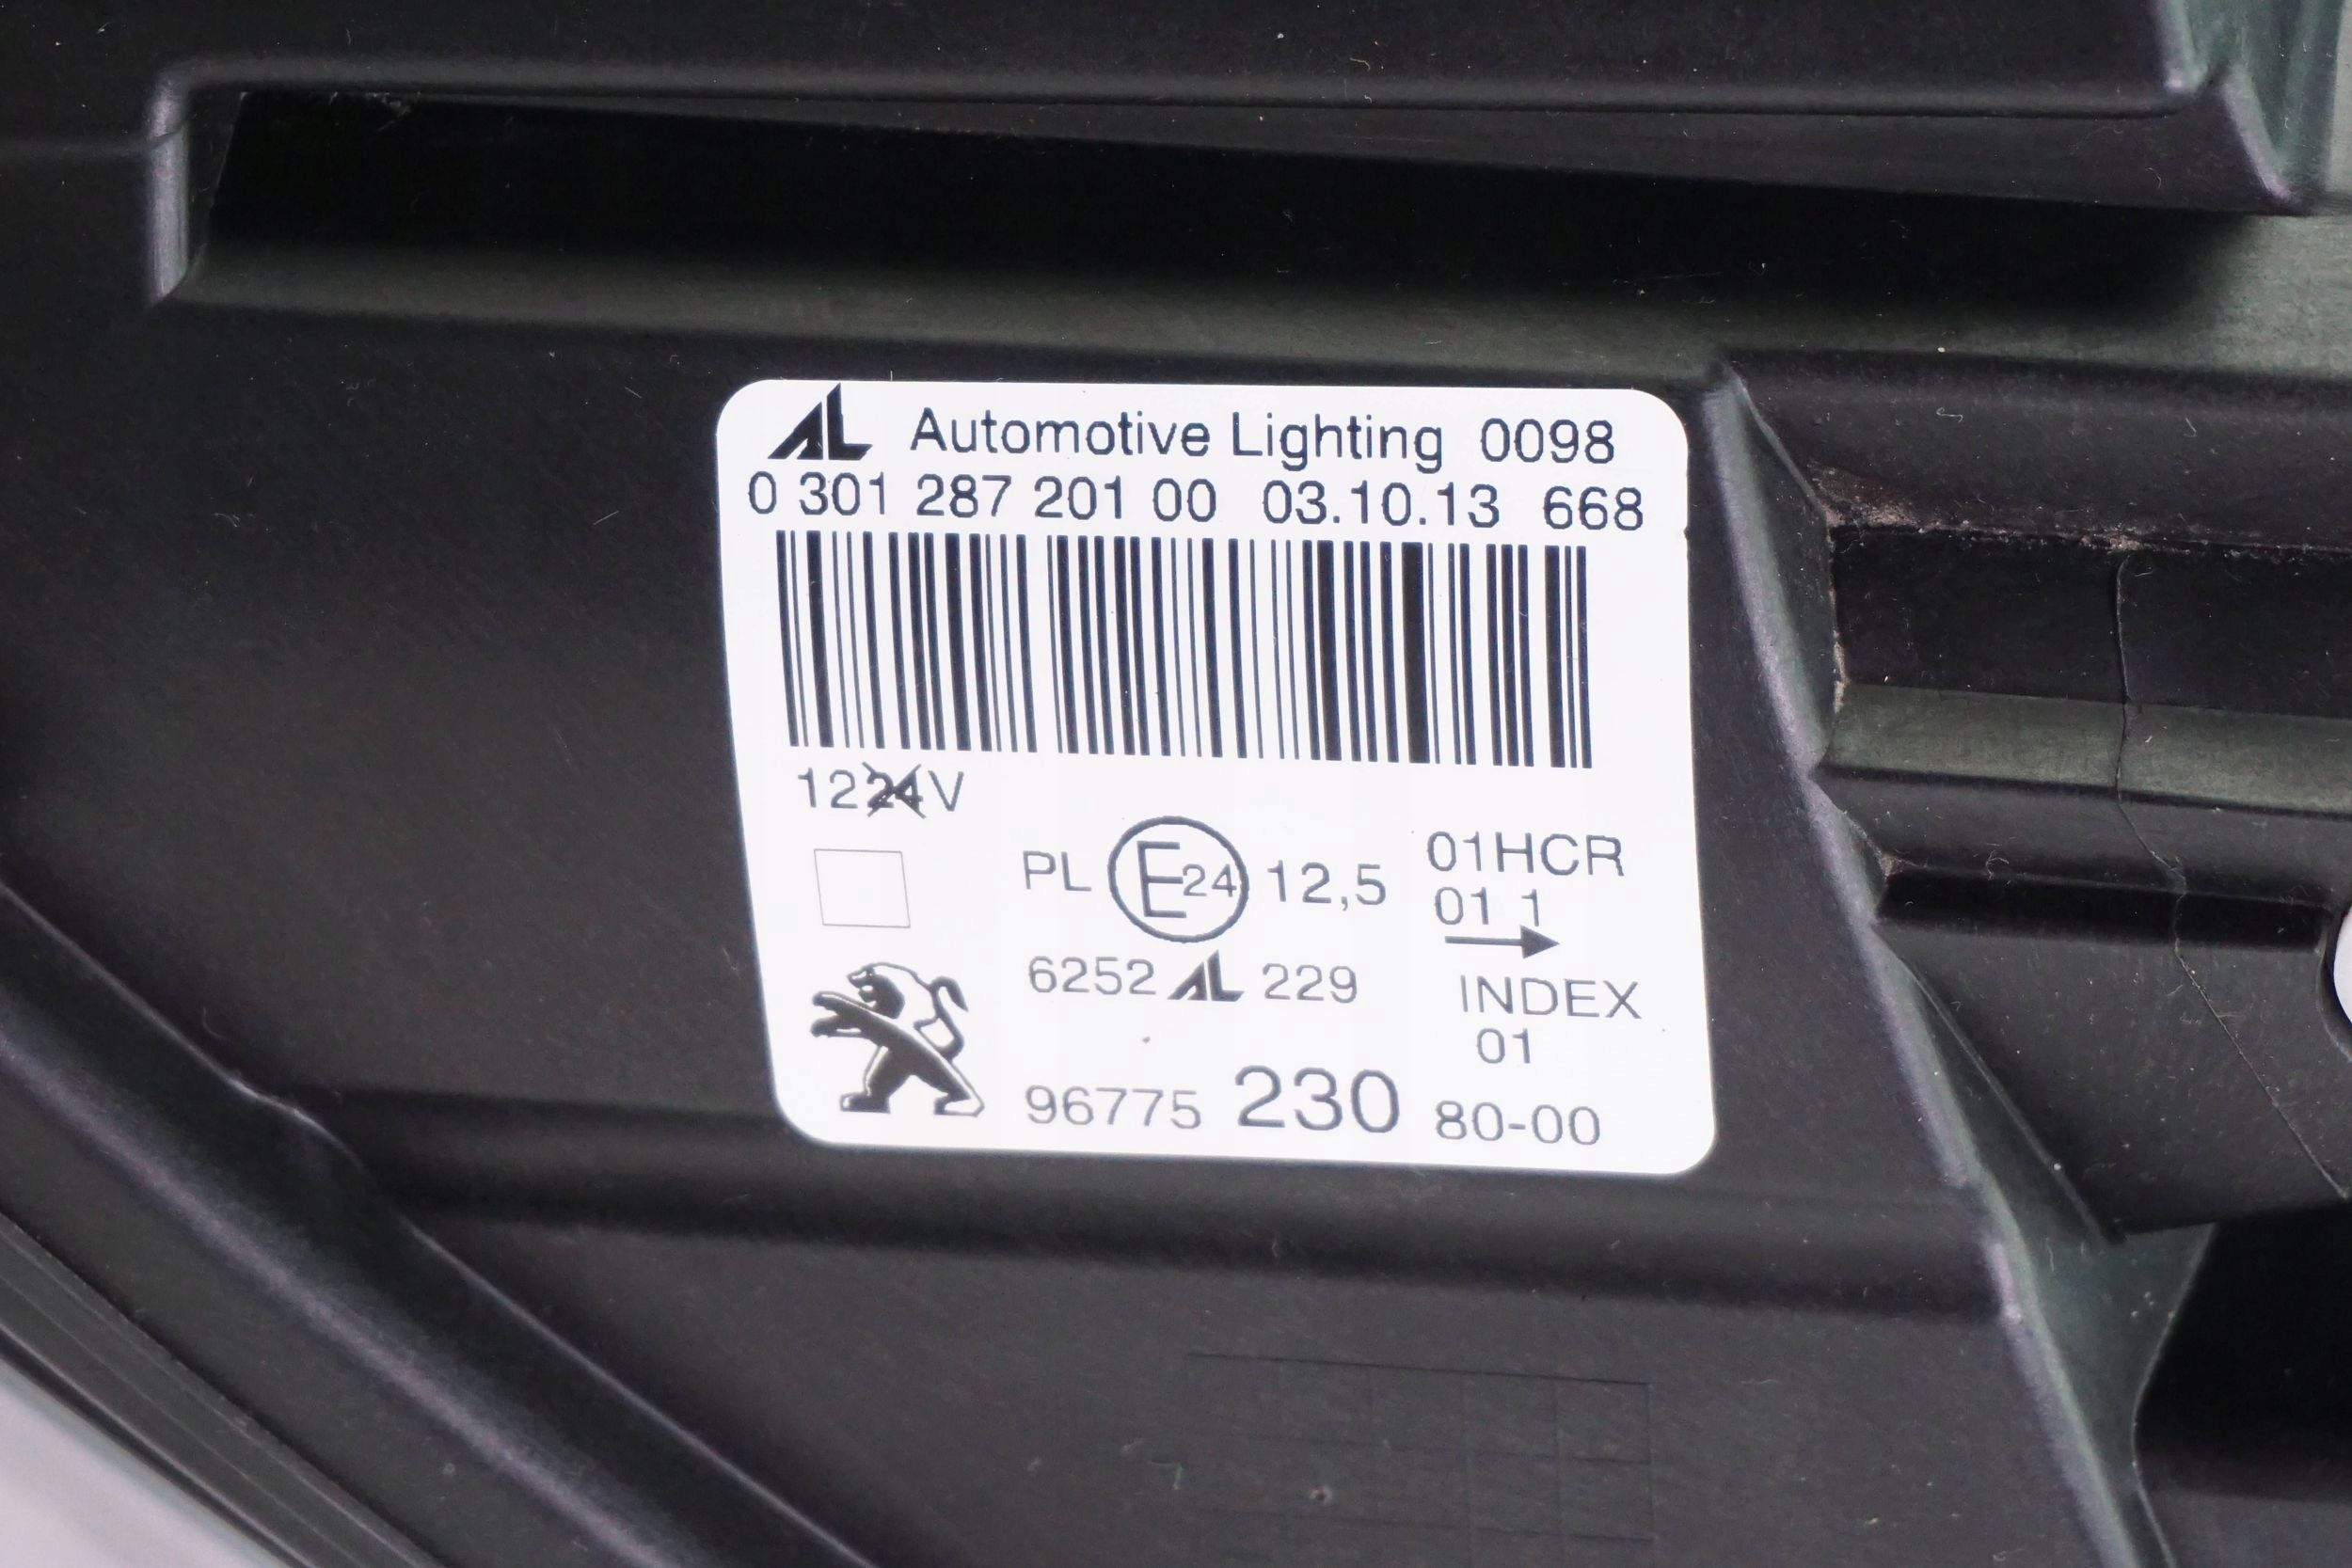 AL Automotive Lighting 0098
0 301 287 201 00 03.10.13 668
1224V
PL E24 12,5 01HCR
01 1
6252 AL 229 INDEX
01
96775 230 80-00